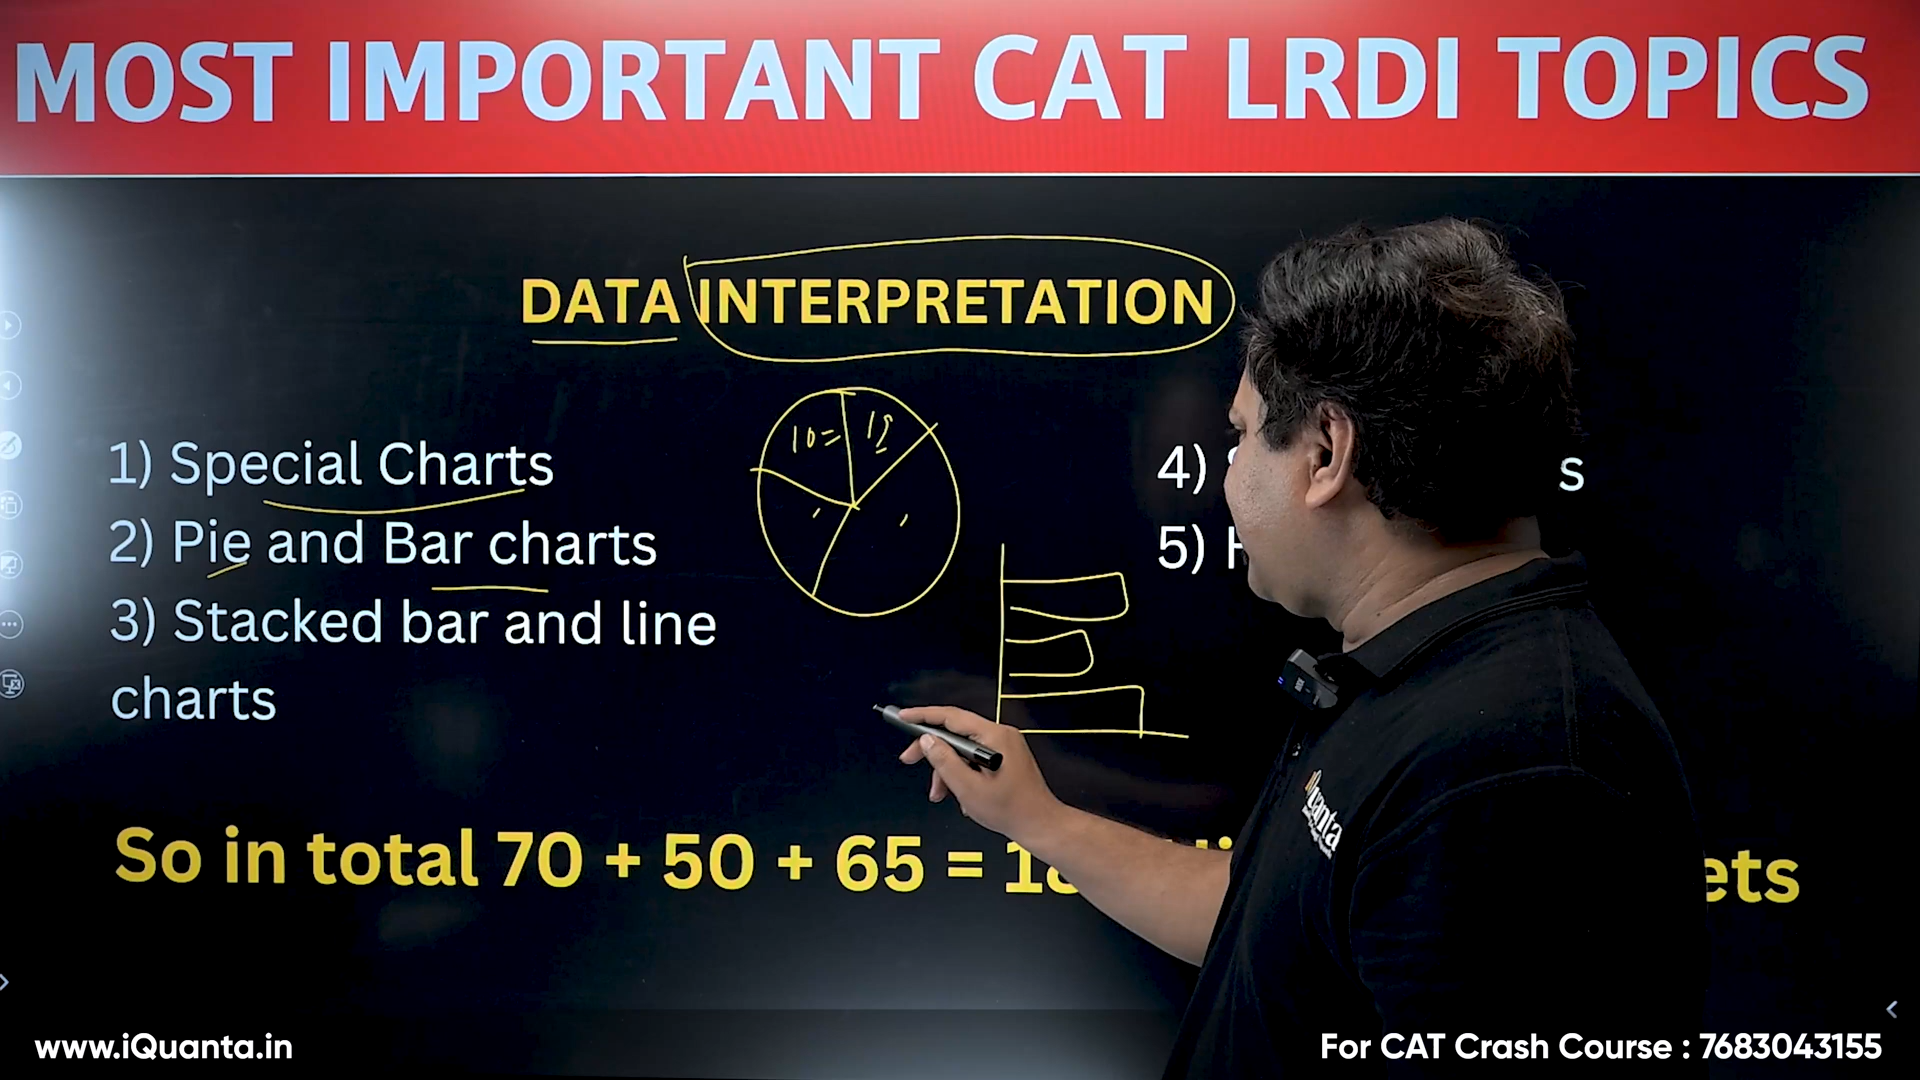 MOST IMPORTANT CAT LRDI TOPICS
DATA INTERPRETATION
1) Special Charts
2) Pie and Bar charts
3) Stacked bar and line
charts
10=
4)
s
5)
So in total 70 + 50 + 65 =
ets
iQuanta
www.iQuanta.in
For CAT Crash Course : 7683043155